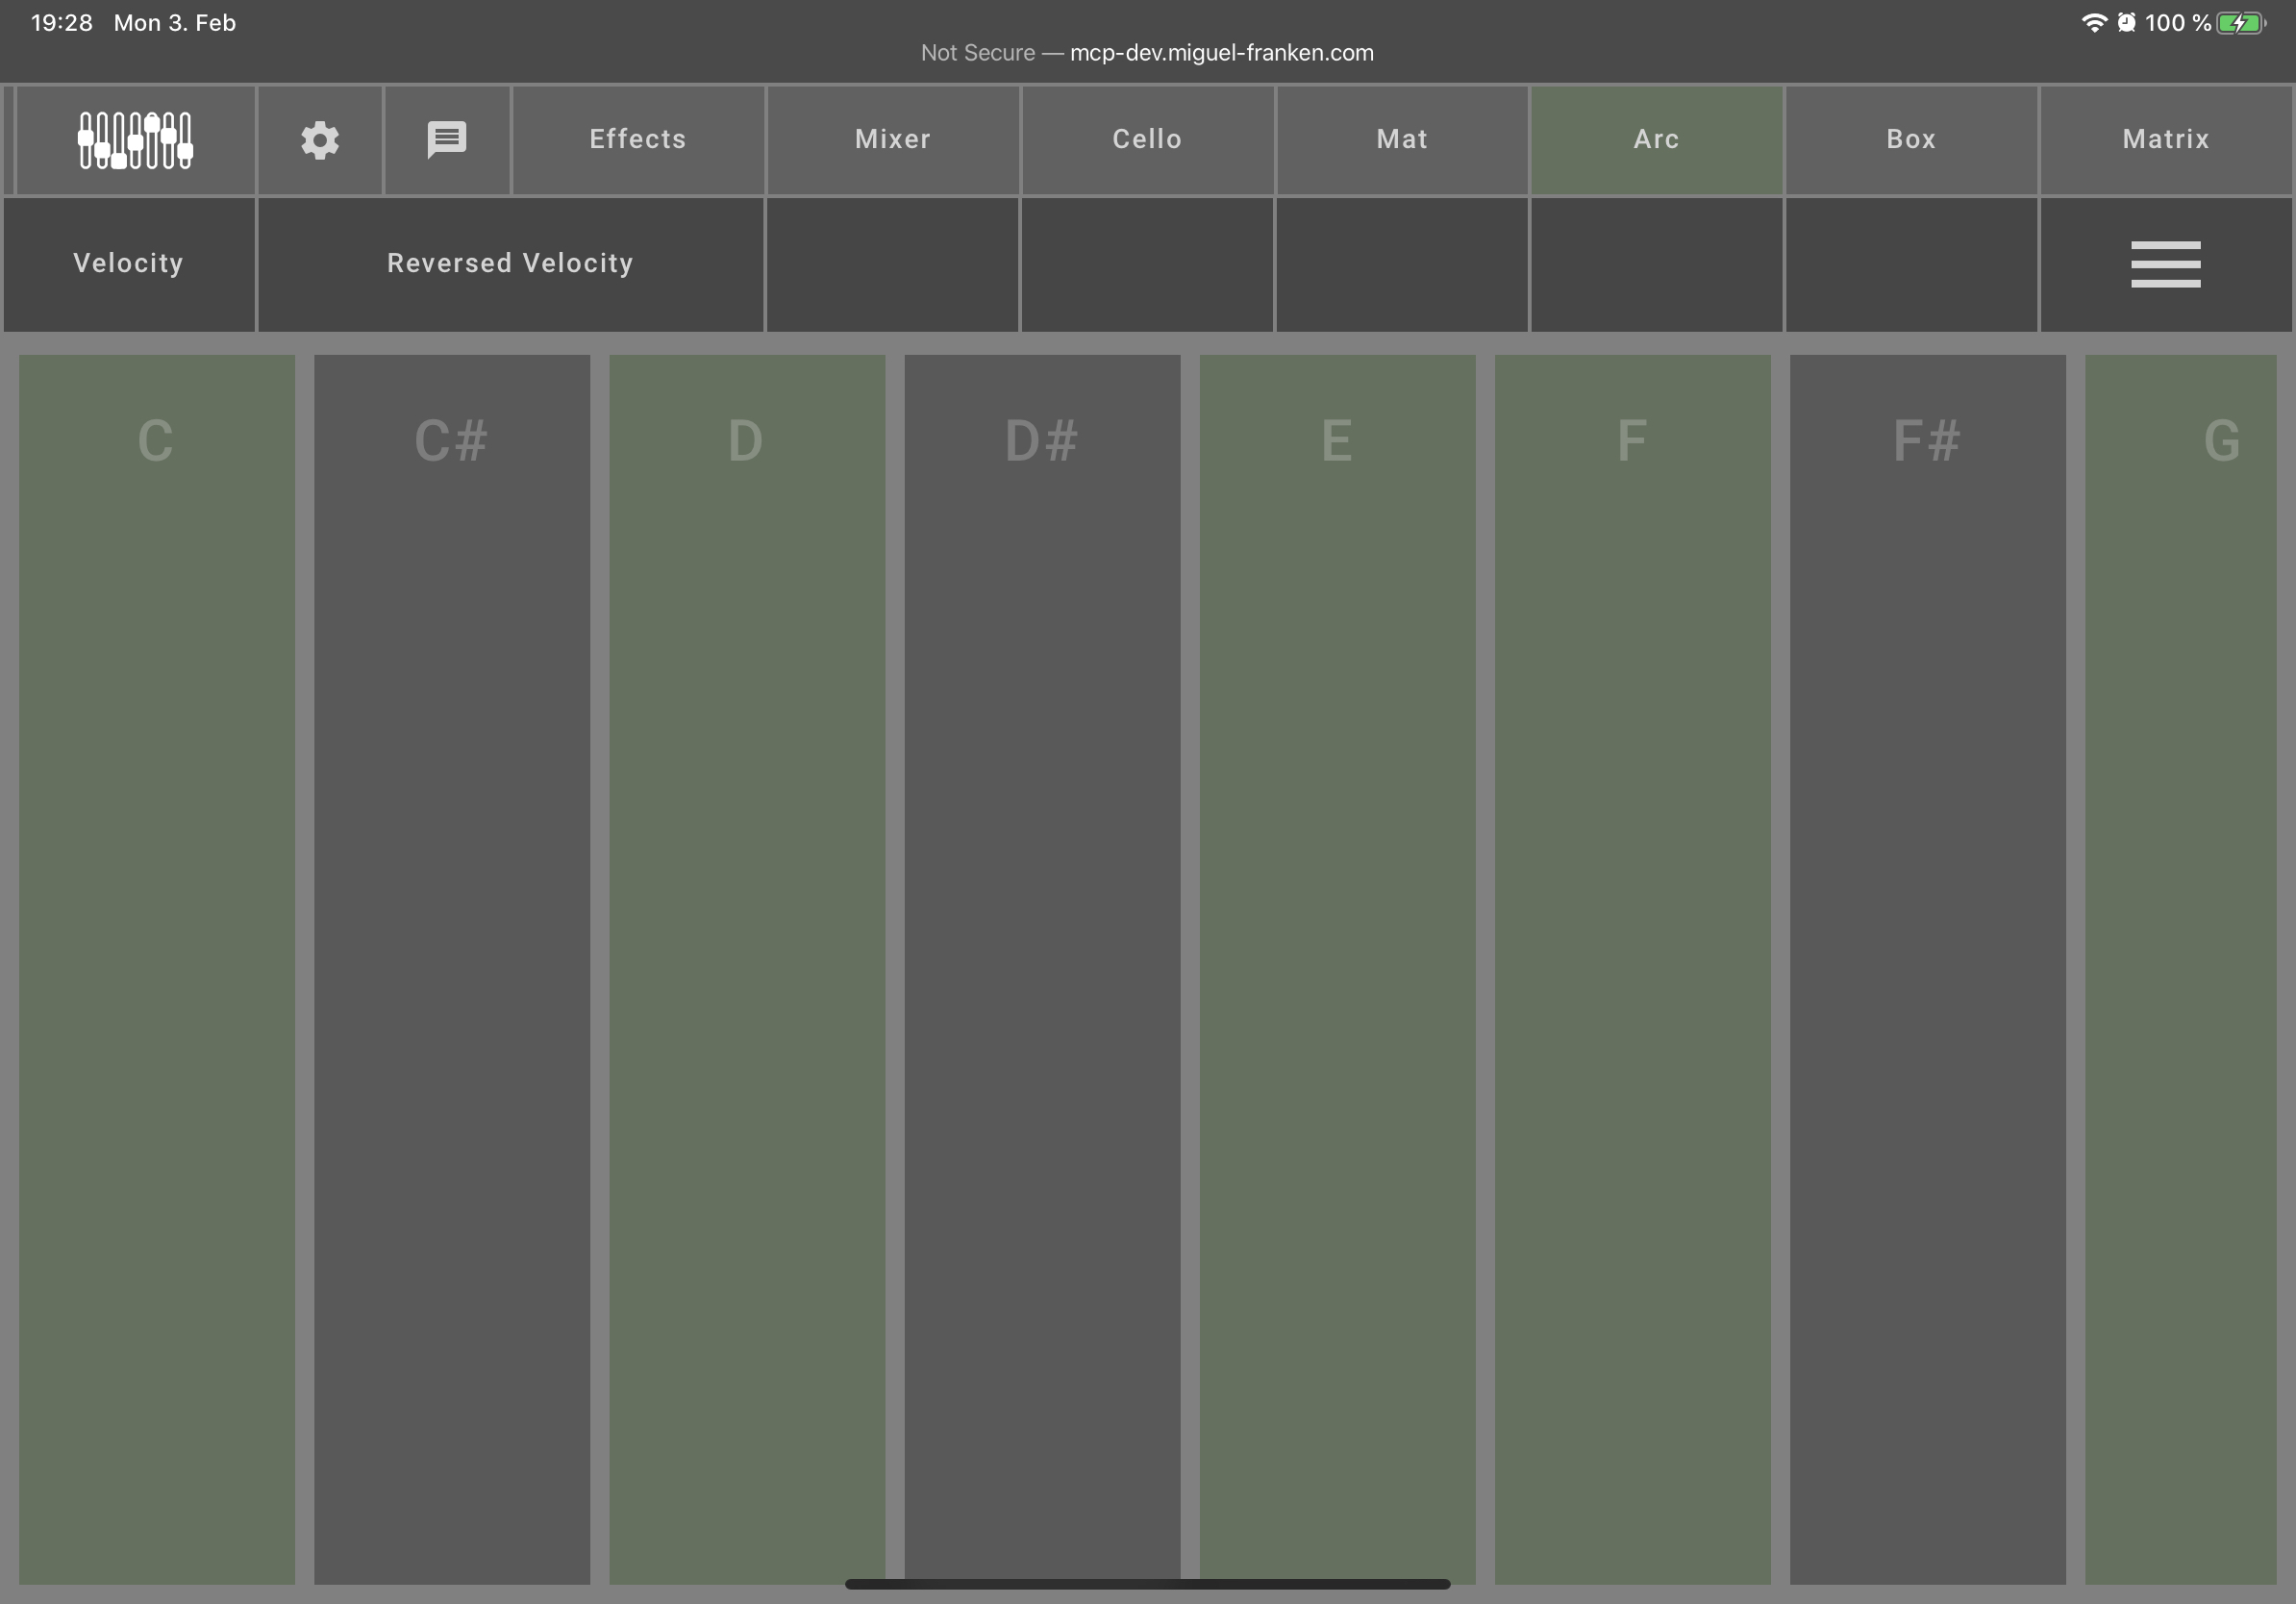 19:28 Mon 3. Feb 100 %
Not Secure — mcp-dev.miguel-franken.com
Effects Mixer Cello Mat Arc Box Matrix
Velocity Reversed Velocity
C C# D D# E F F# G